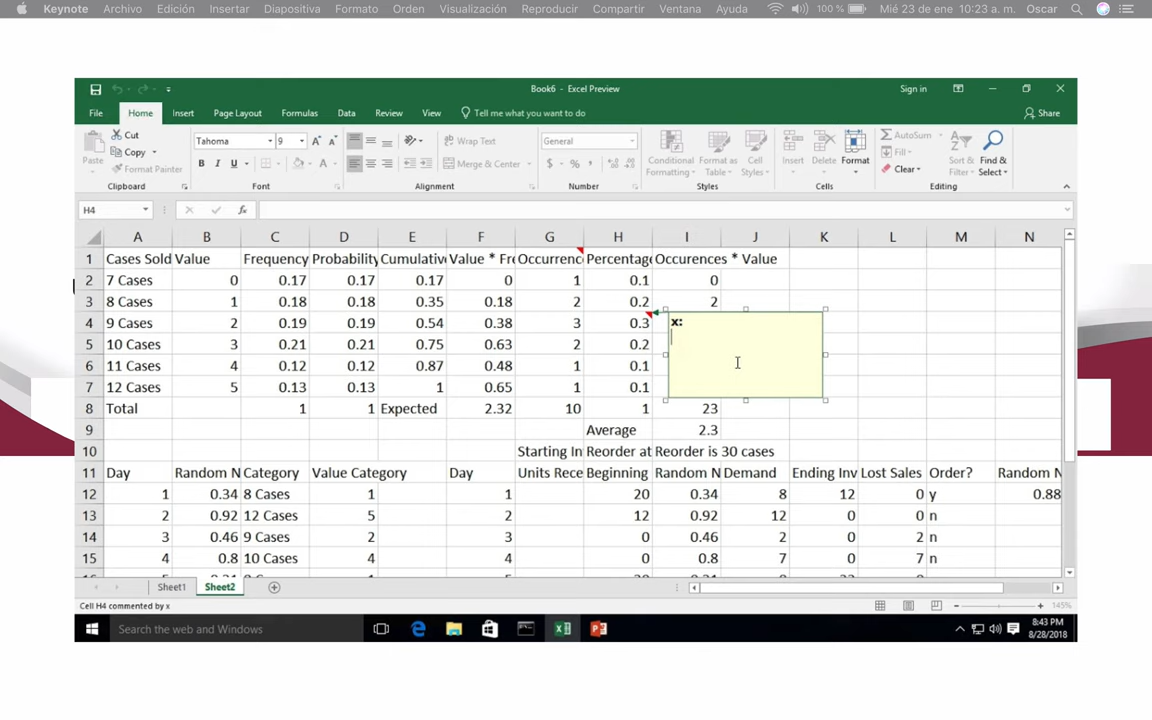 Keynote Archivo Edición Insertar Diapositiva Formato Orden Visualización Reproducir Compartir Ventana Ayuda 100 % Mié 23 de ene 10:23 a. m. Oscar
Book6 - Excel Preview Sign in
File Home Insert Page Layout Formulas Data Review View Tell me what you want to do Share
Paste Cut Copy Format Painter
Tahoma 9 B I U A A A
Wrap Text Merge & Center
General $ % ,
Conditional Formatting Format as Table Cell Styles
Insert Delete Format
AutoSum Fill Clear Sort & Filter Find & Select
Clipboard Font Alignment Number Styles Cells Editing
H4 fx
A B C D E F G H I J K L M N
1 Cases Sold Value Frequency Probability Cumulative Value * Fre Occurrence Percentage Occurences * Value
2 7 Cases 0 0.17 0.17 0.17 0 1 0.1 0
3 8 Cases 1 0.18 0.18 0.35 0.18 2 0.2 2
4 9 Cases 2 0.19 0.19 0.54 0.38 3 0.3 x:
5 10 Cases 3 0.21 0.21 0.75 0.63 2 0.2
6 11 Cases 4 0.12 0.12 0.87 0.48 1 0.1
7 12 Cases 5 0.13 0.13 1 0.65 1 0.1
8 Total 1 1 Expected 2.32 10 1 23
9 Average 2.3
10 Starting In Reorder at Reorder is 30 cases
11 Day Random N Category Value Category Day Units Rece Beginning Random N Demand Ending Inv Lost Sales Order? Random N
12 1 0.34 8 Cases 1 1 20 0.34 8 12 0 y 0.88
13 2 0.92 12 Cases 5 2 12 0.92 12 0 0 n
14 3 0.46 9 Cases 2 3 0 0.46 2 0 2 n
15 4 0.8 10 Cases 4 4 0 0.8 7 0 7 n
Sheet1 Sheet2
Cell H4 commented by x 145%
Search the web and Windows 8:43 PM
8/28/2018